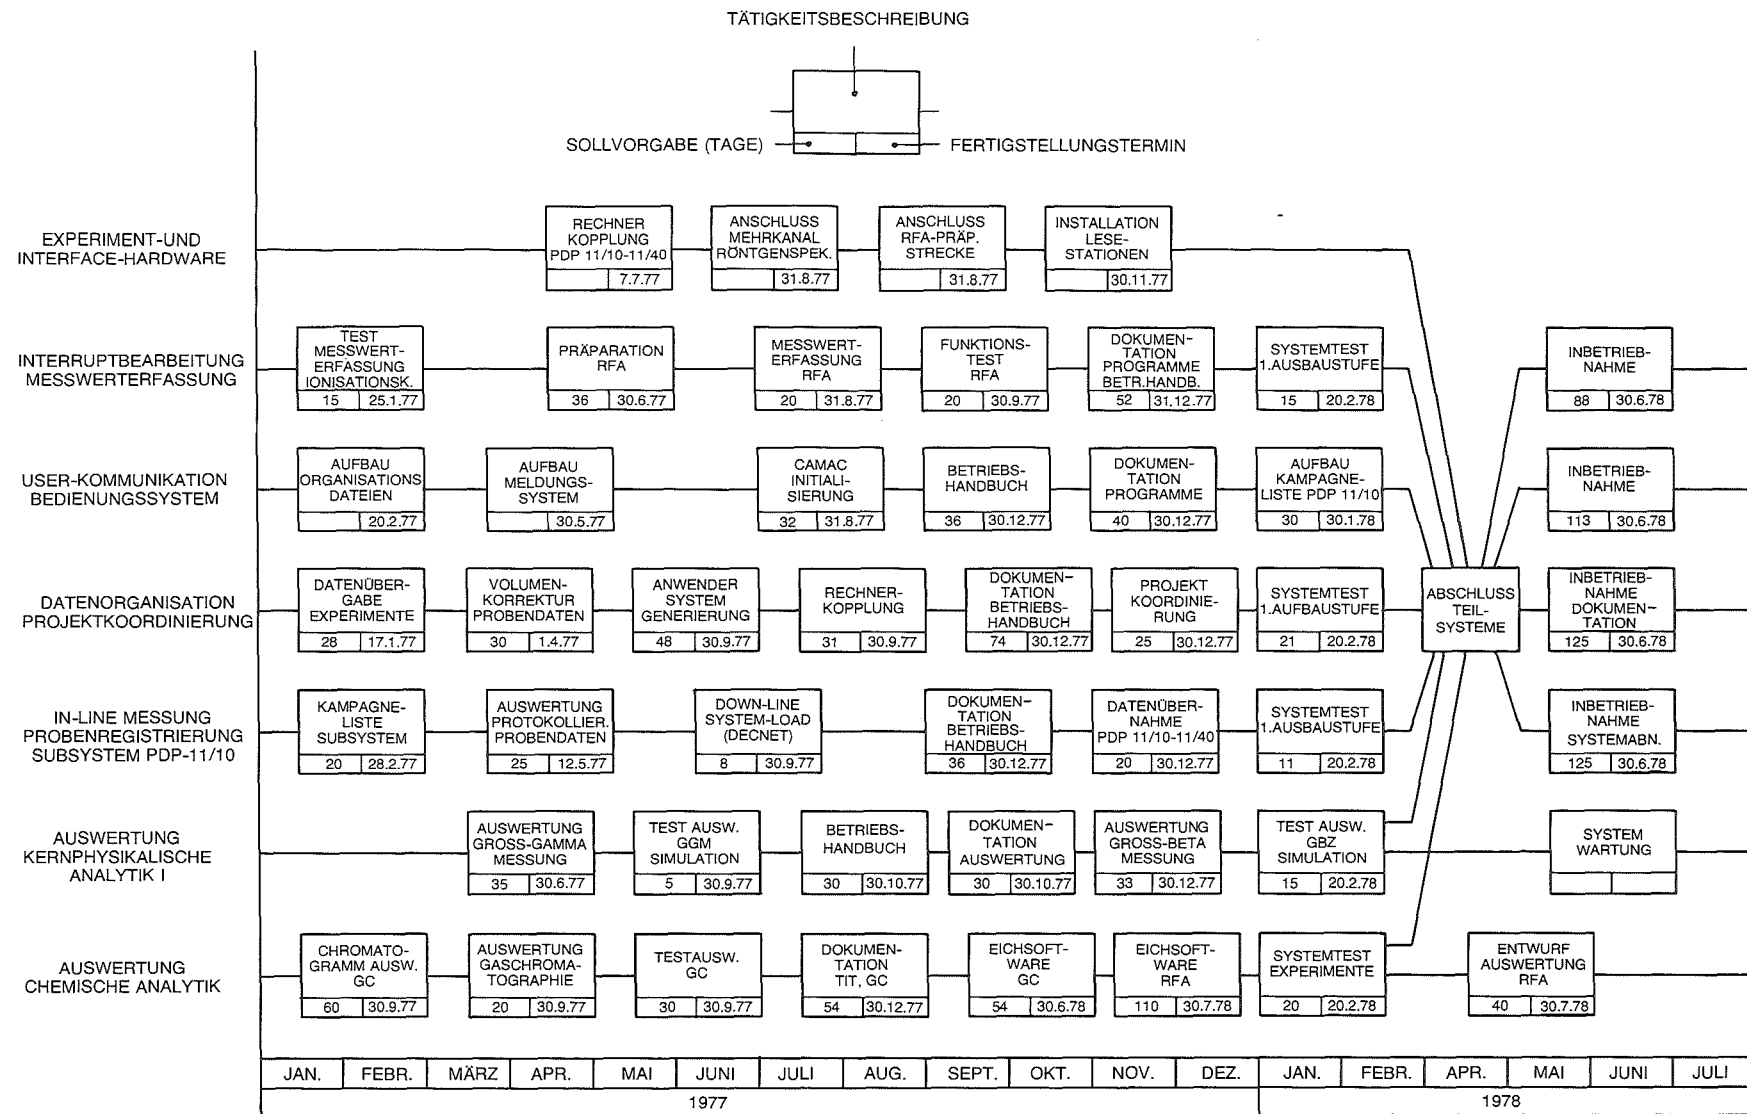 TÄTIGKEITSBESCHREIBUNG
SOLLVORGABE (TAGE)
FERTIGSTELLUNGSTERMIN
EXPERIMENT-UND
INTERFACE-HARDWARE
RECHNER
KOPPLUNG
PDP 11/10-11/40
7.7.77
ANSCHLUSS
MEHRKANAL
RÖNTGENSPEK.
31.8.77
ANSCHLUSS
RFA-PRÄP.
STRECKE
31.8.77
INSTALLATION
LESE-
STATIONEN
30.11.77
INTERRUPTBEARBEITUNG
MESSWERTERFASSUNG
TEST
MESSWERT-
ERFASSUNG
IONISATIONSK.
15 25.1.77
PRÄPARATION
RFA
36 30.6.77
MESSWERT-
ERFASSUNG
RFA
20 31.8.77
FUNKTIONS-
TEST
RFA
20 30.9.77
DOKUMEN-
TATION
PROGRAMME
BETR.HANDB.
52 31.12.77
SYSTEMTEST
1.AUSBAUSTUFE
15 20.2.78
INBETRIEB-
NAHME
88 30.6.78
USER-KOMMUNIKATION
BEDIENUNGSSYSTEM
AUFBAU
ORGANISATIONS
DATEIEN
20.2.77
AUFBAU
MELDUNGS-
SYSTEM
30.5.77
CAMAC
INITIALI-
SIERUNG
32 31.8.77
BETRIEBS-
HANDBUCH
36 30.12.77
DOKUMEN-
TATION
PROGRAMME
40 30.12.77
AUFBAU
KAMPAGNE-
LISTE PDP 11/10
30 30.1.78
INBETRIEB-
NAHME
113 30.6.78
DATENORGANISATION
PROJEKTKOORDINIERUNG
DATENÜBER-
GABE
EXPERIMENTE
28 17.1.77
VOLUMEN-
KORREKTUR
PROBENDATEN
30 1.4.77
ANWENDER
SYSTEM
GENERIERUNG
48 30.9.77
RECHNER-
KOPPLUNG
31 30.9.77
DOKUMEN-
TATION
BETRIEBS-
HANDBUCH
74 30.12.77
PROJEKT
KOORDINIE-
RUNG
25 30.12.77
SYSTEMTEST
1.AUFBAUSTUFE
21 20.2.78
ABSCHLUSS
TEIL-
SYSTEME
INBETRIEB-
NAHME
DOKUMEN-
TATION
125 30.6.78
IN-LINE MESSUNG
PROBENREGISTRIERUNG
SUBSYSTEM PDP-11/10
KAMPAGNE-
LISTE
SUBSYSTEM
20 28.2.77
AUSWERTUNG
PROTOKOLLIER.
PROBENDATEN
25 12.5.77
DOWN-LINE
SYSTEM-LOAD
(DECNET)
8 30.9.77
DOKUMEN-
TATION
BETRIEBS-
HANDBUCH
36 30.12.77
DATENÜBER-
NAHME
PDP 11/10-11/40
20 30.12.77
SYSTEMTEST
1.AUSBAUSTUFE
11 20.2.78
INBETRIEB-
NAHME
SYSTEMABN.
125 30.6.78
AUSWERTUNG
KERNPHYSIKALISCHE
ANALYTIK I
AUSWERTUNG
GROSS-GAMMA
MESSUNG
35 30.6.77
TEST AUSW.
GGM
SIMULATION
5 30.9.77
BETRIEBS-
HANDBUCH
30 30.10.77
DOKUMEN-
TATION
AUSWERTUNG
30 30.10.77
AUSWERTUNG
GROSS-BETA
MESSUNG
33 30.12.77
TEST AUSW.
GBZ
SIMULATION
15 20.2.78
SYSTEM
WARTUNG
AUSWERTUNG
CHEMISCHE ANALYTIK
CHROMATO-
GRAMM AUSW.
GC
60 30.9.77
AUSWERTUNG
GASCHROMA-
TOGRAPHIE
20 30.9.77
TESTAUSW.
GC
30 30.9.77
DOKUMEN-
TATION
TIT, GC
54 30.12.77
EICHSOFT-
WARE
GC
54 30.6.78
EICHSOFT-
WARE
RFA
110 30.7.78
SYSTEMTEST
EXPERIMENTE
20 20.2.78
ENTWURF
AUSWERTUNG
RFA
40 30.7.78
JAN. FEBR. MÄRZ APR. MAI JUNI JULI AUG. SEPT. OKT. NOV. DEZ. JAN. FEBR. APR. MAI JUNI JULI
1977 1978